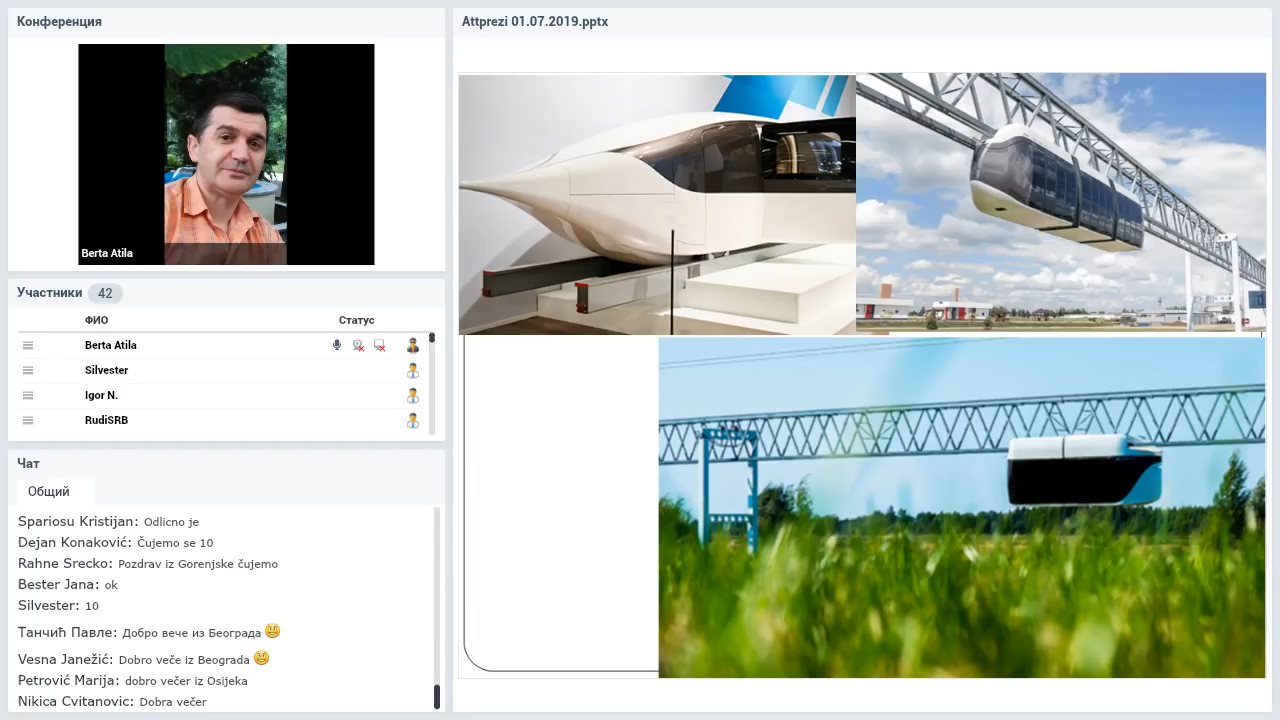 Конференция
Berta Atila
Участники 42
ФИО Статус
Berta Atila
Silvester
Igor N.
RudiSRB
Чат
Общий
Spariosu Kristijan: Odlicno je
Dejan Konaković: Čujemo se 10
Rahne Srecko: Pozdrav iz Gorenjske čujemo
Bester Jana: ok
Silvester: 10
Танчић Павле: Добро вече из Београда
Vesna Janežić: Dobro veče iz Beograda
Petrović Marija: dobro večer iz Osijeka
Nikica Cvitanovic: Dobra večer
Attprezi 01.07.2019.pptx